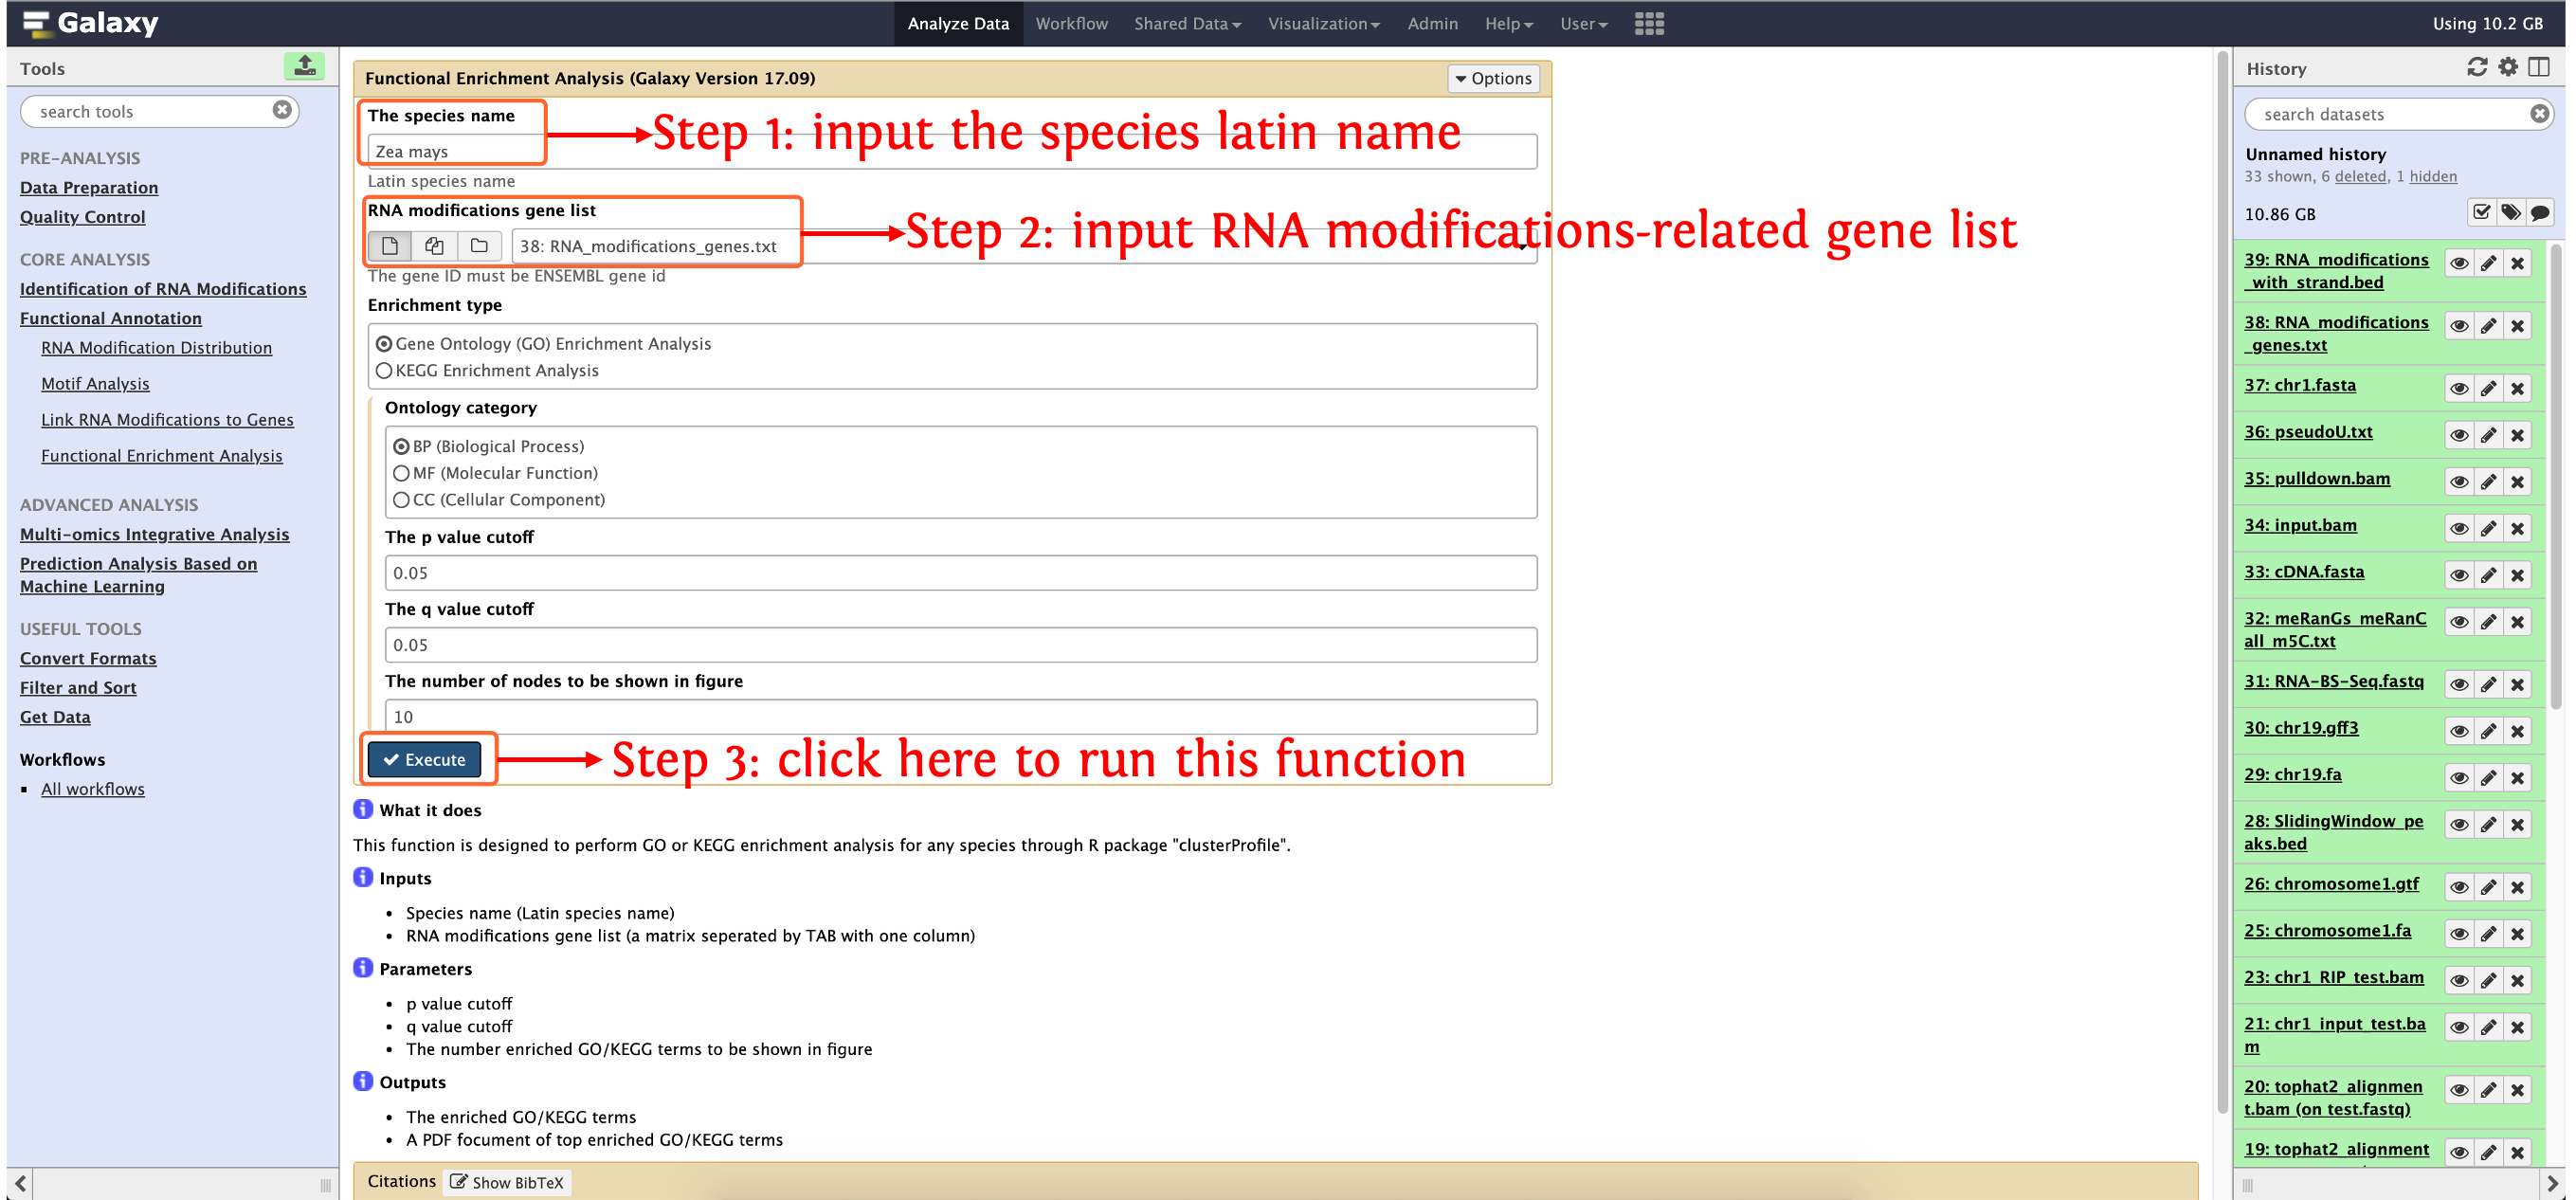 Galaxy
Analyze Data
Workflow
Shared Data
Visualization
Admin
Help
User
Using 10.2 GB
Tools
search tools
PRE-ANALYSIS
Data Preparation
Quality Control
CORE ANALYSIS
Identification of RNA Modifications
Functional Annotation
RNA Modification Distribution
Motif Analysis
Link RNA Modifications to Genes
Functional Enrichment Analysis
ADVANCED ANALYSIS
Multi-omics Integrative Analysis
Prediction Analysis Based on
Machine Learning
USEFUL TOOLS
Convert Formats
Filter and Sort
Get Data
Workflows
All workflows
Functional Enrichment Analysis (Galaxy Version 17.09)
Options
The species name
Zea mays
Step 1: input the species latin name
Latin species name
RNA modifications gene list
38: RNA_modifications_genes.txt
Step 2: input RNA modifications-related gene list
The gene ID must be ENSEMBL gene id
Enrichment type
Gene Ontology (GO) Enrichment Analysis
KEGG Enrichment Analysis
Ontology category
BP (Biological Process)
MF (Molecular Function)
CC (Cellular Component)
The p value cutoff
0.05
The q value cutoff
0.05
The number of nodes to be shown in figure
10
Execute
Step 3: click here to run this function
What it does
This function is designed to perform GO or KEGG enrichment analysis for any species through R package "clusterProfile".
Inputs
• Species name (Latin species name)
• RNA modifications gene list (a matrix seperated by TAB with one column)
Parameters
• p value cutoff
• q value cutoff
• The number enriched GO/KEGG terms to be shown in figure
Outputs
• The enriched GO/KEGG terms
• A PDF focument of top enriched GO/KEGG terms
Citations
Show BibTeX
History
search datasets
Unnamed history
33 shown, 6 deleted, 1 hidden
10.86 GB
39: RNA_modifications
_with_strand.bed
38: RNA_modifications
_genes.txt
37: chr1.fasta
36: pseudoU.txt
35: pulldown.bam
34: input.bam
33: cDNA.fasta
32: meRanGs_meRanC
all_m5C.txt
31: RNA-BS-Seq.fastq
30: chr19.gff3
29: chr19.fa
28: SlidingWindow_pe
aks.bed
26: chromosome1.gtf
25: chromosome1.fa
23: chr1_RIP_test.bam
21: chr1_input_test.ba
m
20: tophat2_alignmen
t.bam (on test.fastq)
19: tophat2_alignment